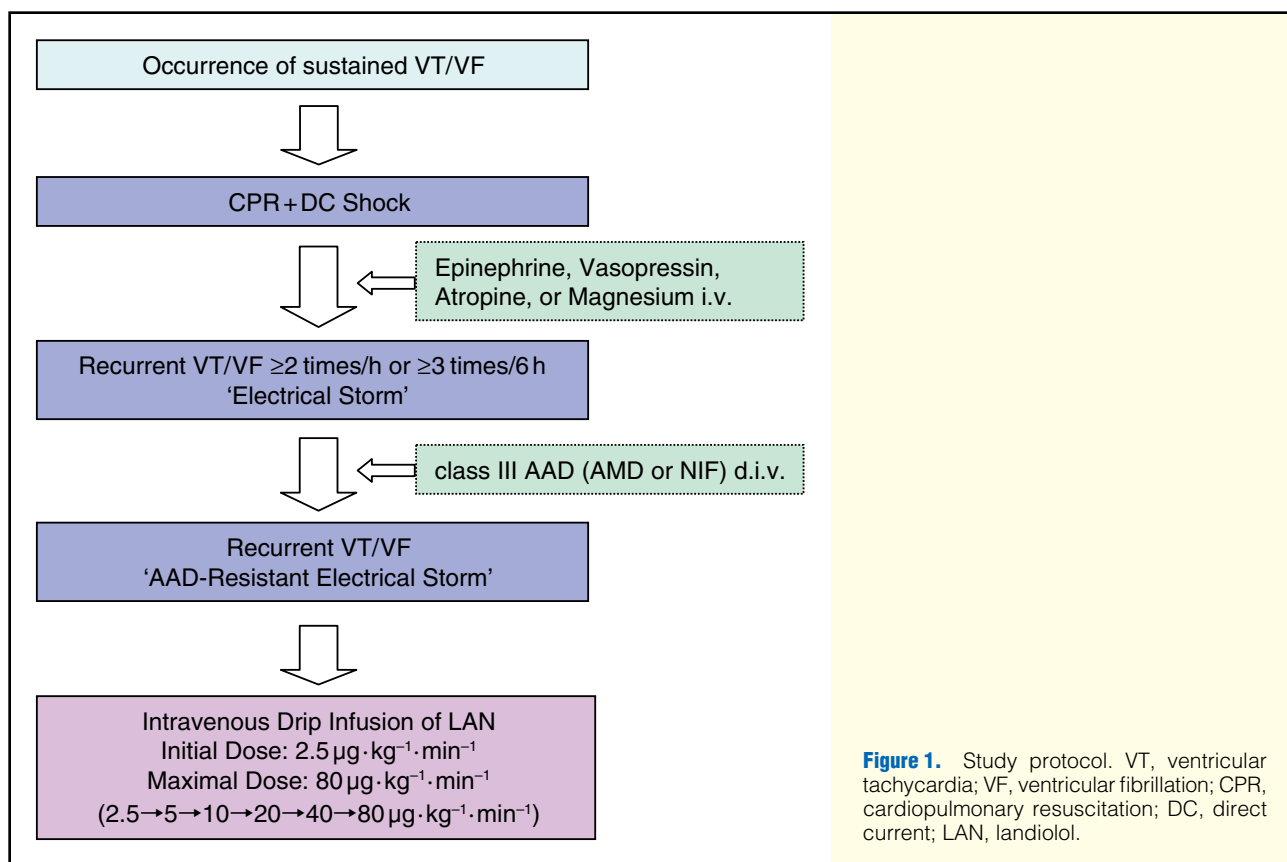 Occurrence of sustained VT/VF
CPR+DC Shock
Epinephrine, Vasopressin,
Atropine, or Magnesium i.v.
Recurrent VT/VF ≥2 times/h or ≥3 times/6 h
‘Electrical Storm’
class III AAD (AMD or NIF) d.i.v.
Recurrent VT/VF
‘AAD-Resistant Electrical Storm’
Intravenous Drip Infusion of LAN
Initial Dose: 2.5 µg·kg⁻¹·min⁻¹
Maximal Dose: 80 µg·kg⁻¹·min⁻¹
(2.5→5→10→20→40→80 µg·kg⁻¹·min⁻¹)
Figure 1. Study protocol. VT, ventricular
tachycardia; VF, ventricular fibrillation; CPR,
cardiopulmonary resuscitation; DC, direct
current; LAN, landiolol.